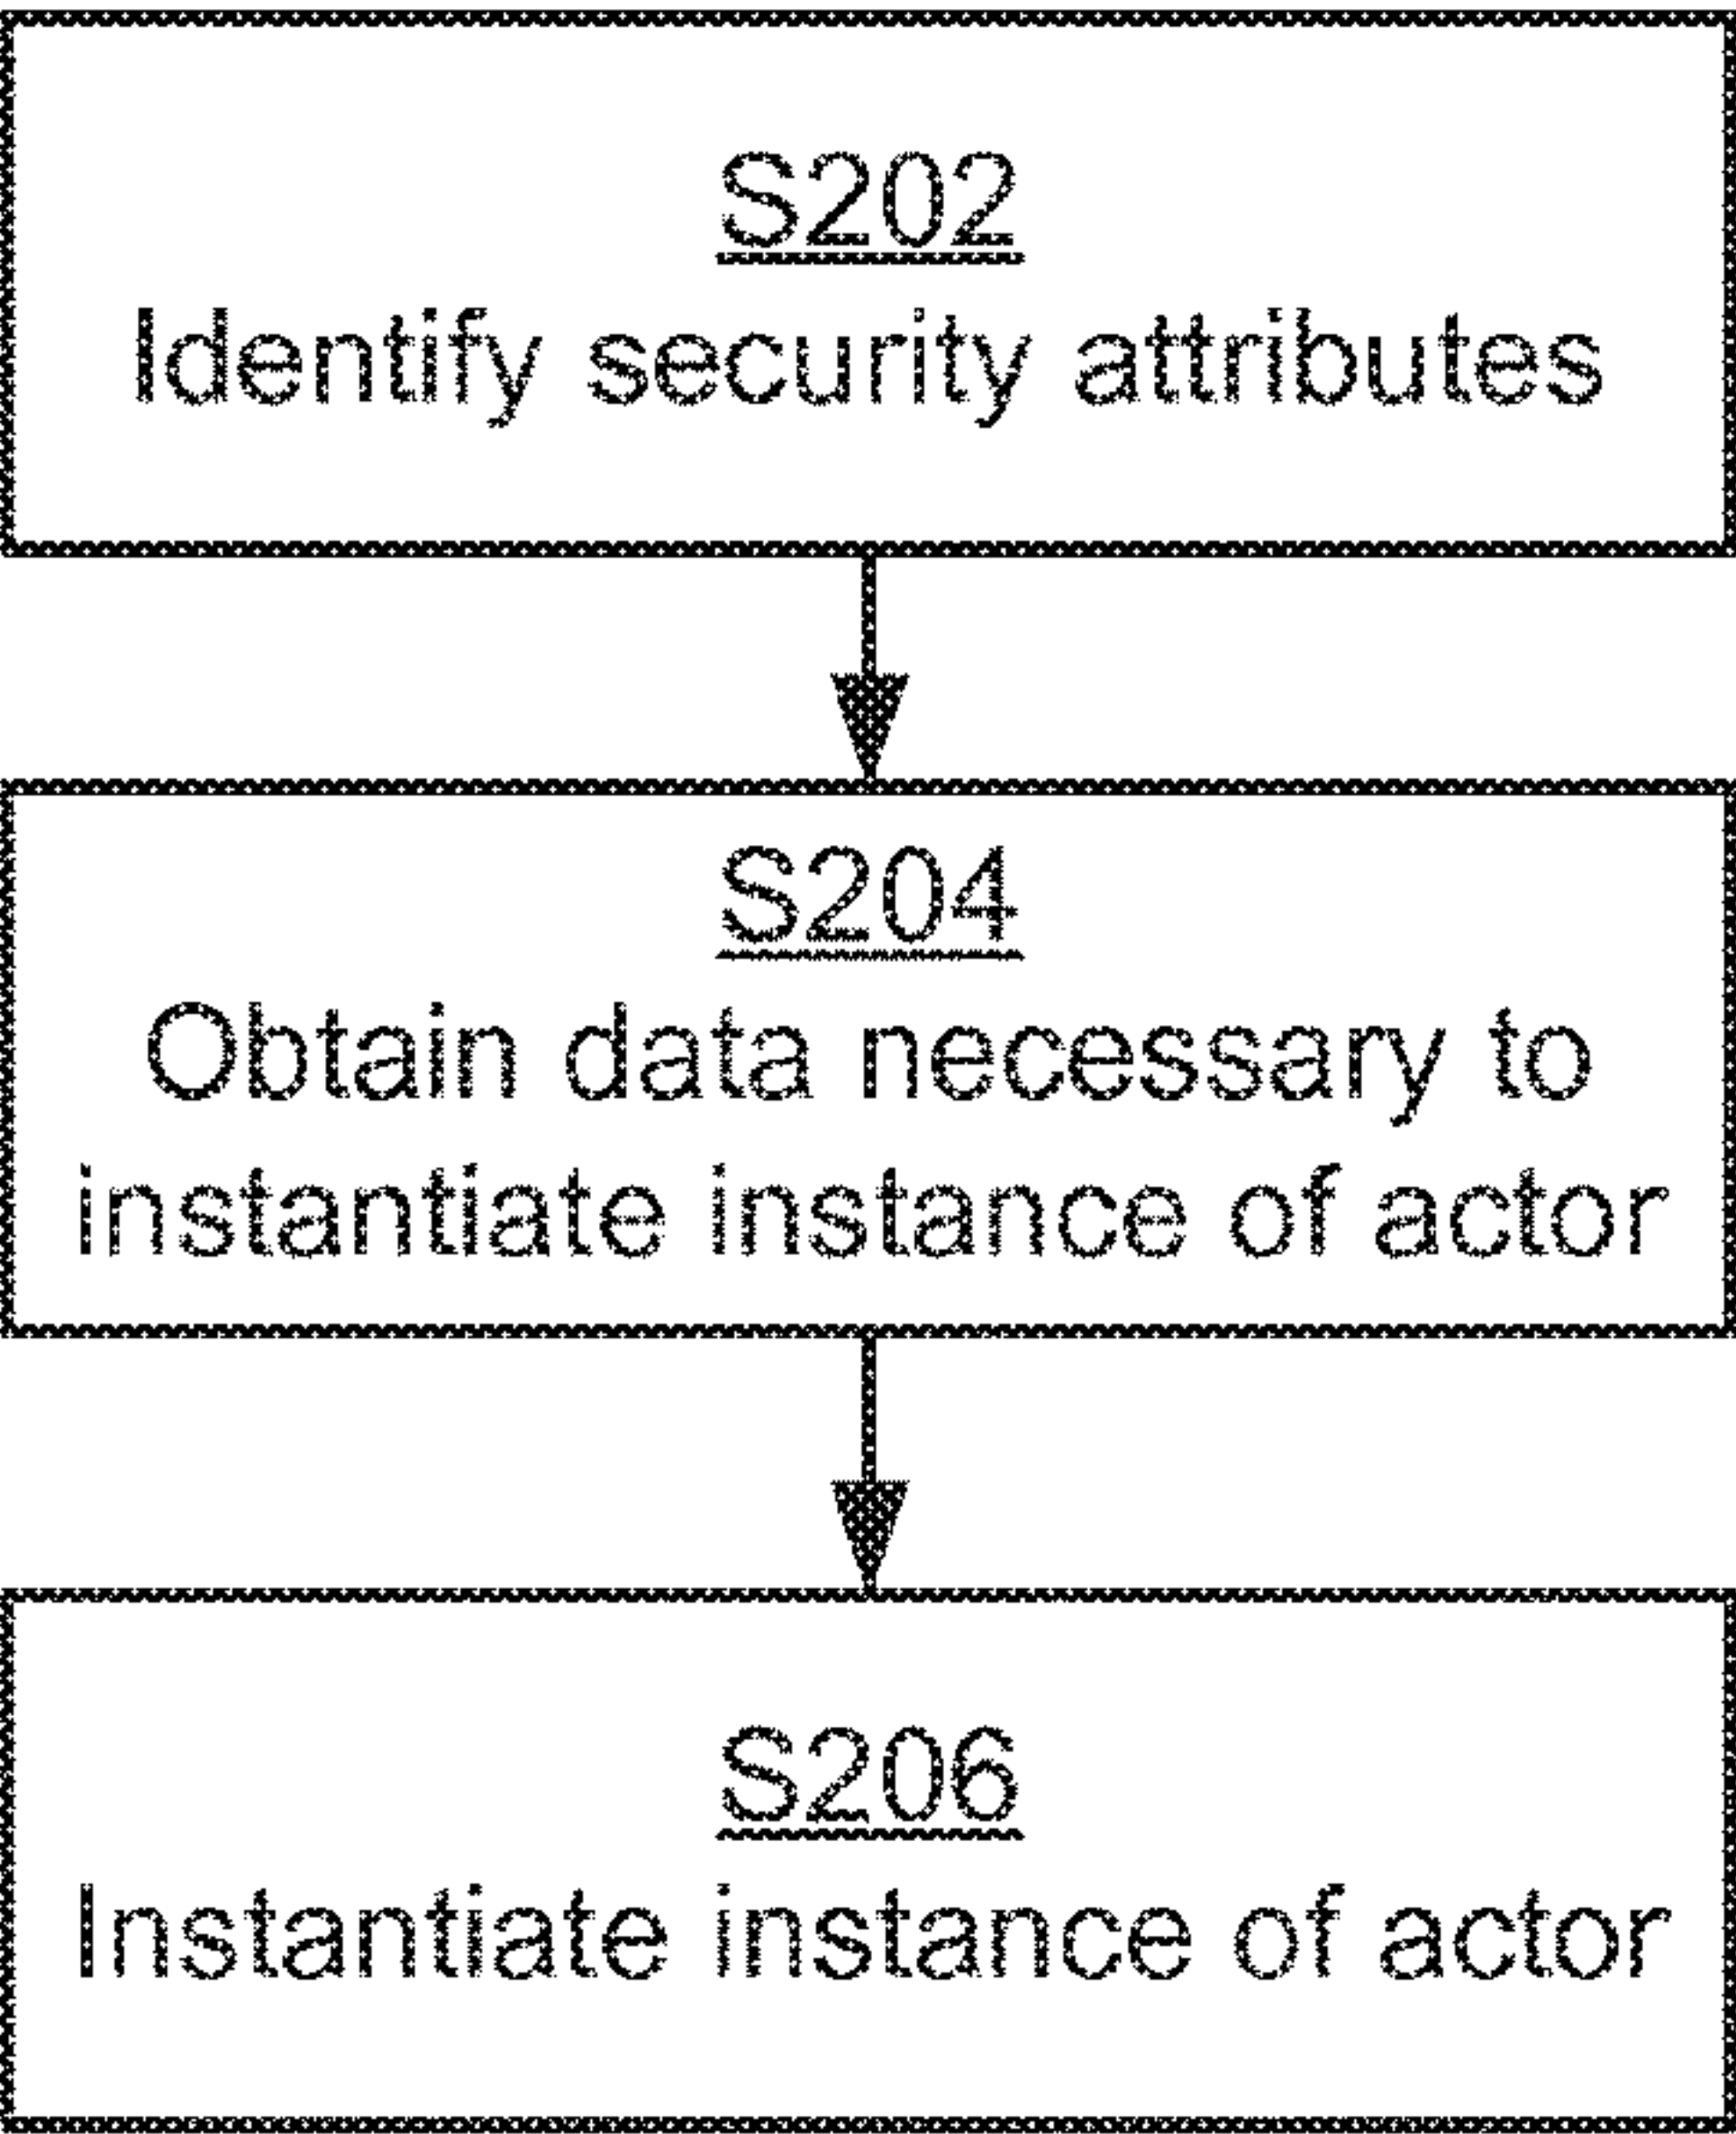 S202
Identify security attributes
S204
Obtain data necessary to
instantiate instance of actor
S206
Instantiate instance of actor